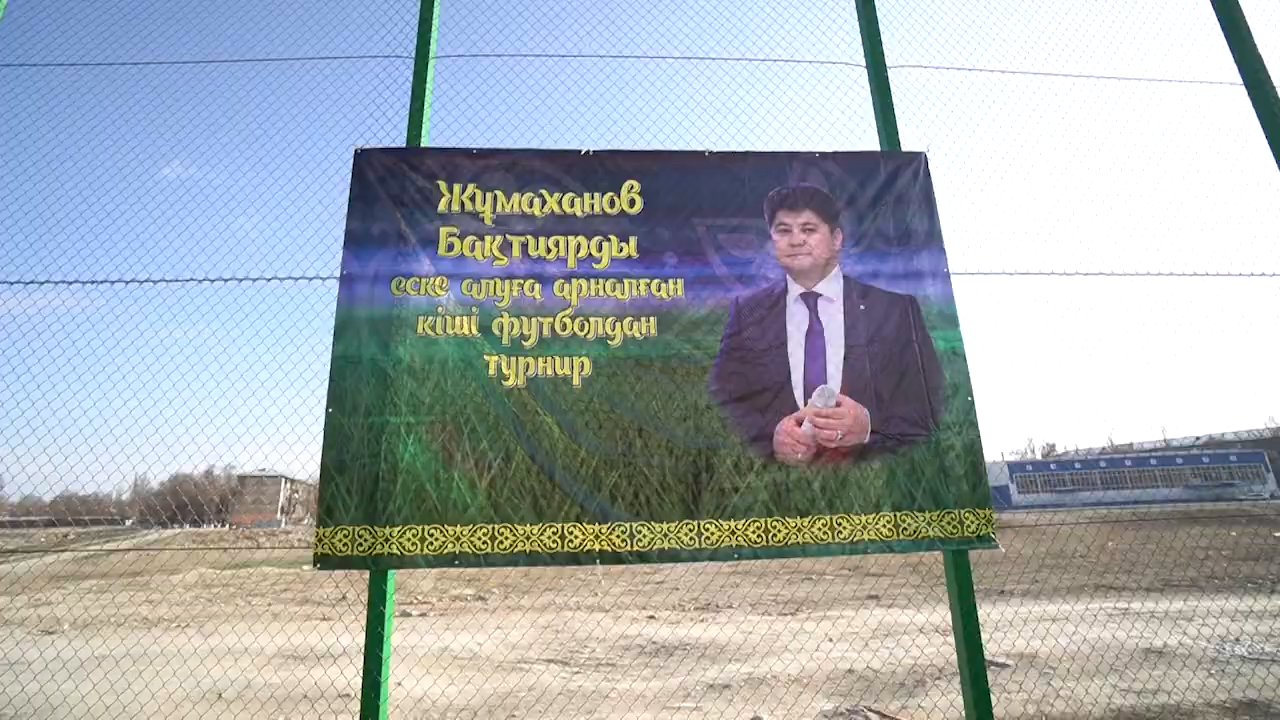 Жұмаханов
Бақтиярды
еске алуға арналған
кіші футболдан
турнир